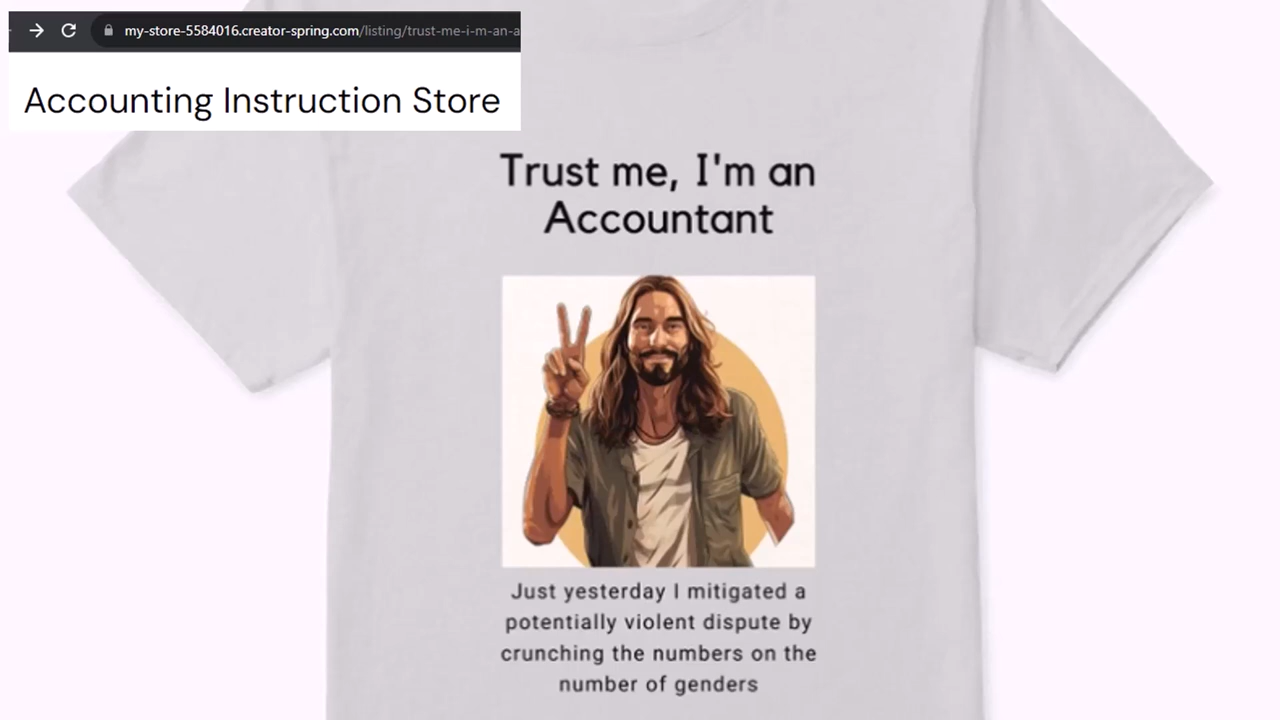 my-store-5584016.creator-spring.com/listing/trust-me-i-m-an-a
Accounting Instruction Store
Trust me, I'm an
Accountant
Just yesterday I mitigated a
potentially violent dispute by
crunching the numbers on the
number of genders